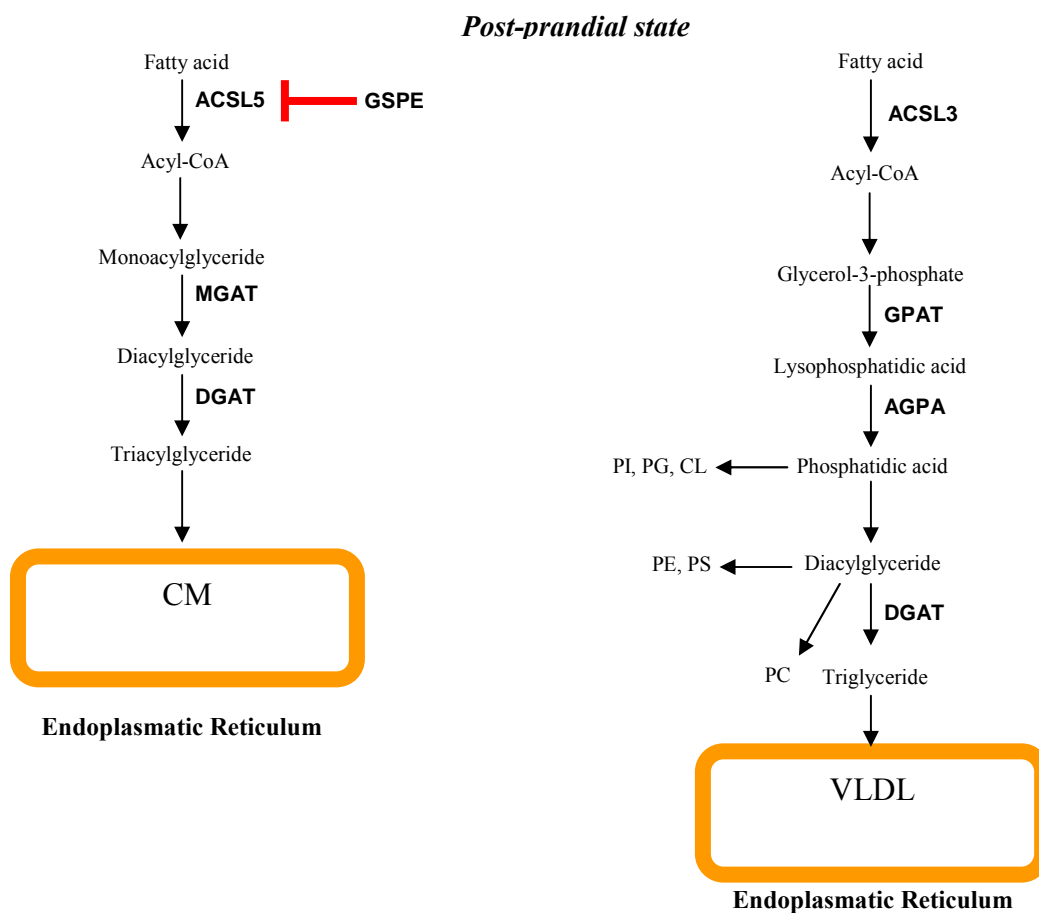 Post-prandial state
Fatty acid
ACSL5
GSPE
Acyl-CoA
Monoacylglyceride
MGAT
Diacylglyceride
DGAT
Triacylglyceride
CM
Endoplasmatic Reticulum
Fatty acid
ACSL3
Acyl-CoA
Glycerol-3-phosphate
GPAT
Lysophosphatidic acid
AGPA
PI, PG, CL
Phosphatidic acid
PE, PS
Diacylglyceride
DGAT
PC
Triglyceride
VLDL
Endoplasmatic Reticulum